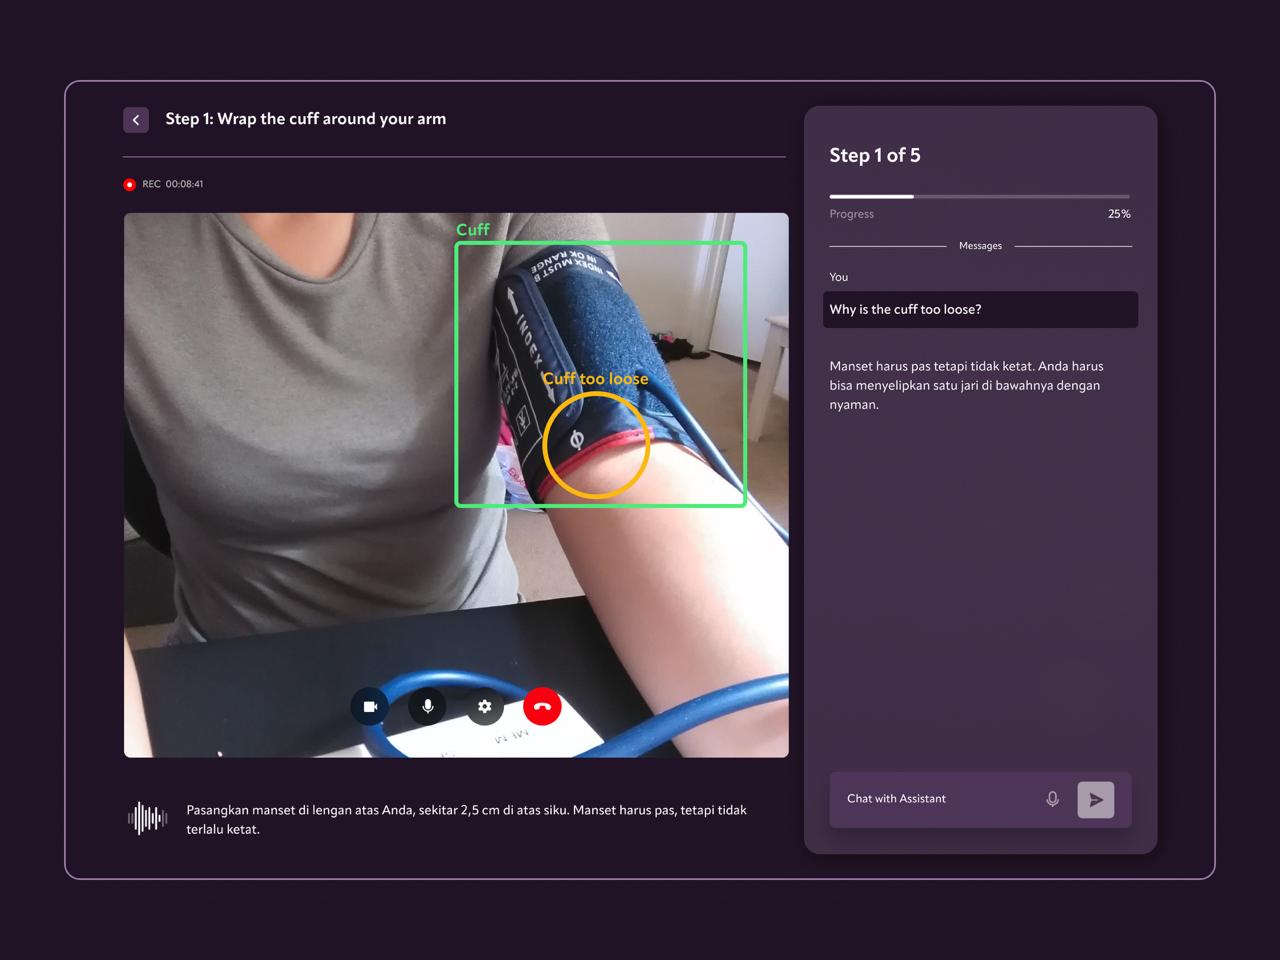 Step 1: Wrap the cuff around your arm
REC 00:08:41
Cuff
INDEX MUST B
IN OK RANGE
INDEX
Cuff too loose
Pasangkan manset di lengan atas Anda, sekitar 2,5 cm di atas siku. Manset harus pas, tetapi tidak
terlalu ketat.
Step 1 of 5
Progress 25%
Messages
You
Why is the cuff too loose?
Manset harus pas tetapi tidak ketat. Anda harus
bisa menyelipkan satu jari di bawahnya dengan
nyaman.
Chat with Assistant